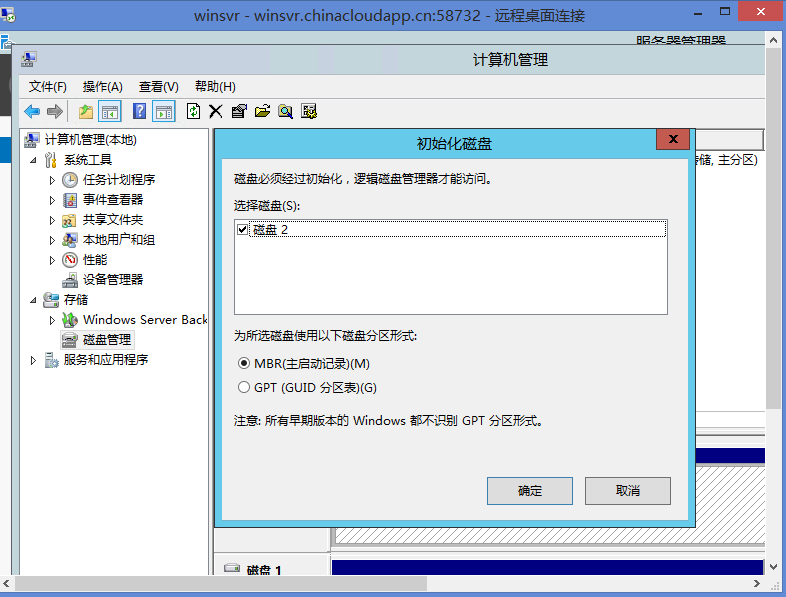 winsvr - winsvr.chinacloudapp.cn:58732 - 远程桌面连接
服务器管理器
计算机管理
文件(F) 操作(A) 查看(V) 帮助(H)
计算机管理(本地)
系统工具
任务计划程序
事件查看器
共享文件夹
本地用户和组
性能
设备管理器
存储
Windows Server Back
磁盘管理
服务和应用程序
初始化磁盘
磁盘必须经过初始化，逻辑磁盘管理器才能访问。
选择磁盘(S):
磁盘 2
为所选磁盘使用以下磁盘分区形式:
MBR(主启动记录)(M)
GPT (GUID 分区表)(G)
注意: 所有早期版本的 Windows 都不识别 GPT 分区形式。
确定 取消
储, 主分区)
磁盘 1